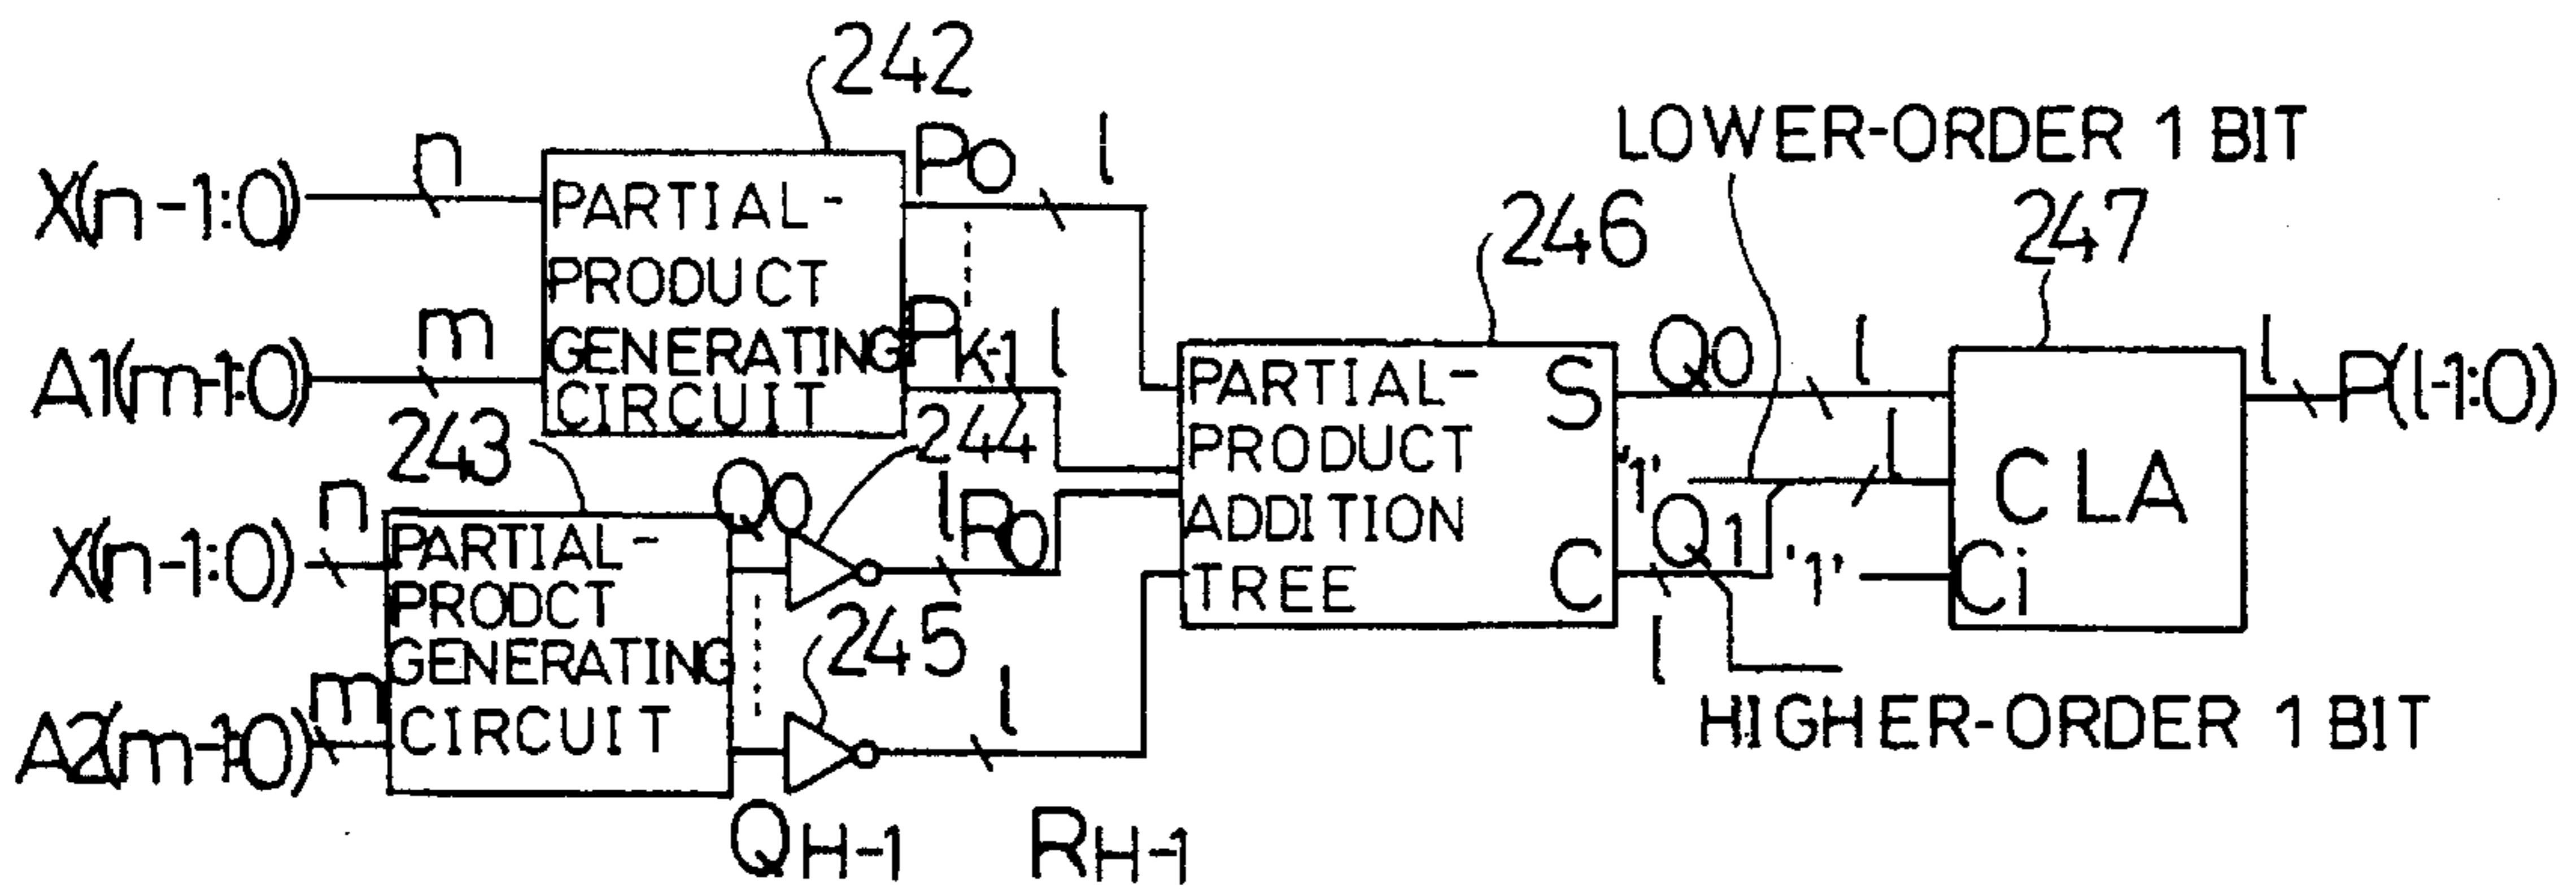 242
X(n-1:0)
n
PARTIAL-
PRODUCT
GENERATING
CIRCUIT
P0
l
A1(m-1:0)
m
PK-1
l
243
X(n-1:0)
n
PARTIAL-
PRODCT
GENERATING
CIRCUIT
A2(m-1:0)
m
Q0
244
l
R0
245
l
QH-1
RH-1
246
PARTIAL-
PRODUCT
ADDITION
TREE
S
C
LOWER-ORDER 1 BIT
Q0
l
'1'
l
Q1
l
'1'
HIGHER-ORDER 1 BIT
247
CLA
Ci
l
P(l-1:0)